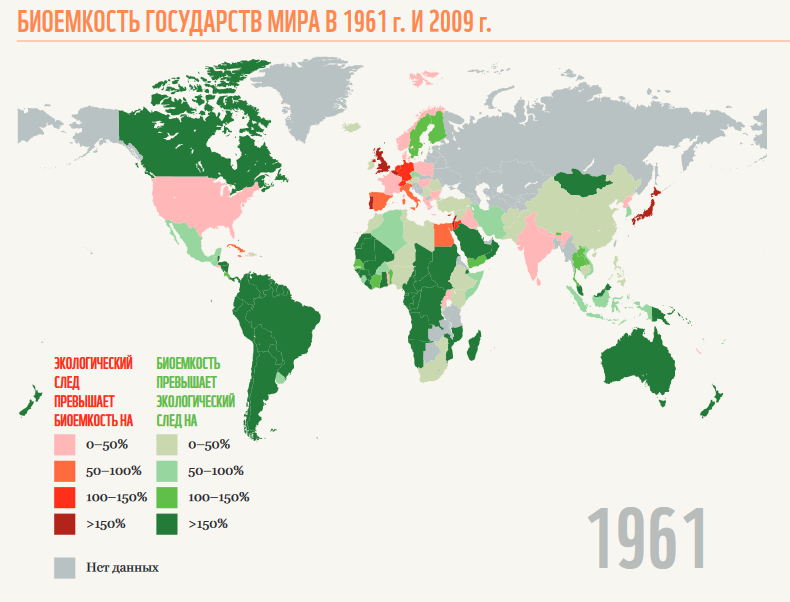 БИОЕМКОСТЬ ГОСУДАРСТВ МИРА В 1961 г. И 2009 г.
ЭКОЛОГИЧЕСКИЙ
СЛЕД
ПРЕВЫШАЕТ
БИОЕМКОСТЬ НА
0–50%
50–100%
100–150%
>150%
БИОЕМКОСТЬ
ПРЕВЫШАЕТ
ЭКОЛОГИЧЕСКИЙ
СЛЕД НА
0–50%
50–100%
100–150%
>150%
Нет данных
1961